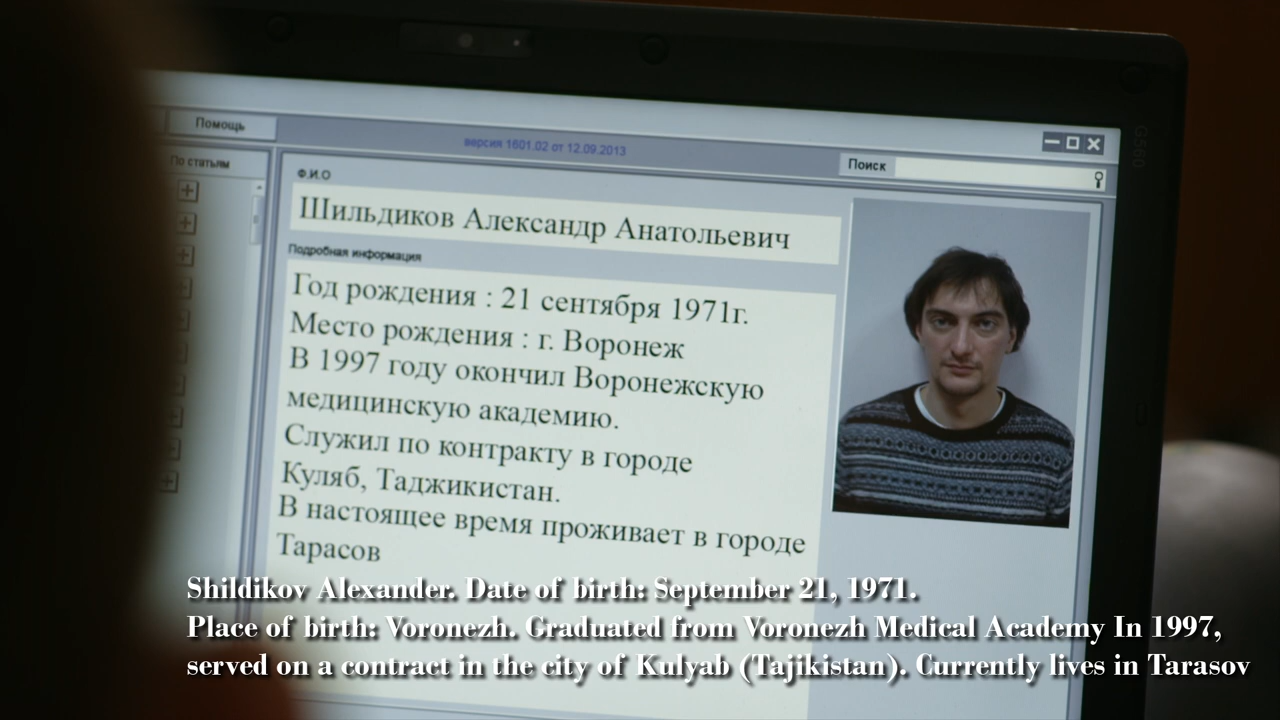 Помощь
версия 1601.02 от 12.09.2013
По статьям
Поиск
Ф.И.О
Шильдиков Александр Анатольевич
Подробная информация
Год рождения : 21 сентября 1971г.
Место рождения : г. Воронеж
В 1997 году окончил Воронежскую
медицинскую академию.
Служил по контракту в городе
Куляб, Таджикистан.
В настоящее время проживает в городе
Тарасов
G560
Shildikov Alexander. Date of birth: September 21, 1971.
Place of birth: Voronezh. Graduated from Voronezh Medical Academy In 1997,
served on a contract in the city of Kulyab (Tajikistan). Currently lives in Tarasov